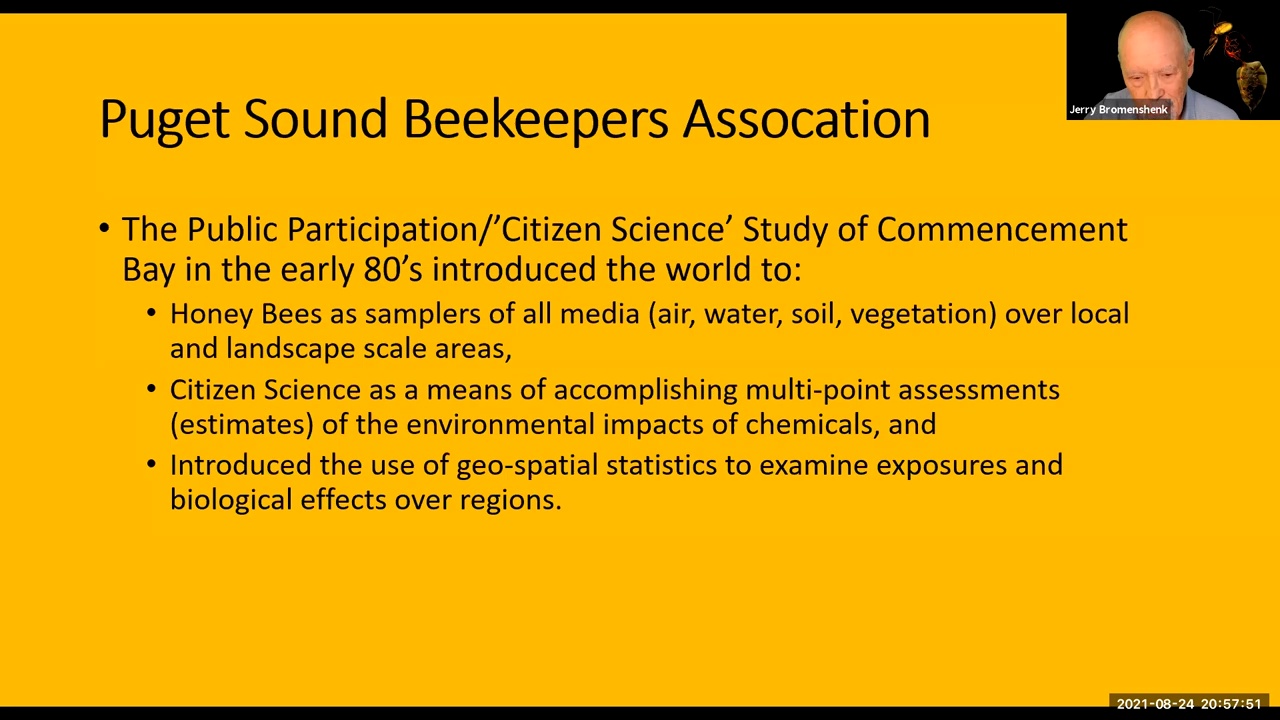 Puget Sound Beekeepers Assocation
Jerry Bromenshenk
• The Public Participation/’Citizen Science’ Study of Commencement
Bay in the early 80’s introduced the world to:
• Honey Bees as samplers of all media (air, water, soil, vegetation) over local
and landscape scale areas,
• Citizen Science as a means of accomplishing multi-point assessments
(estimates) of the environmental impacts of chemicals, and
• Introduced the use of geo-spatial statistics to examine exposures and
biological effects over regions.
2021-08-24 20:57:51